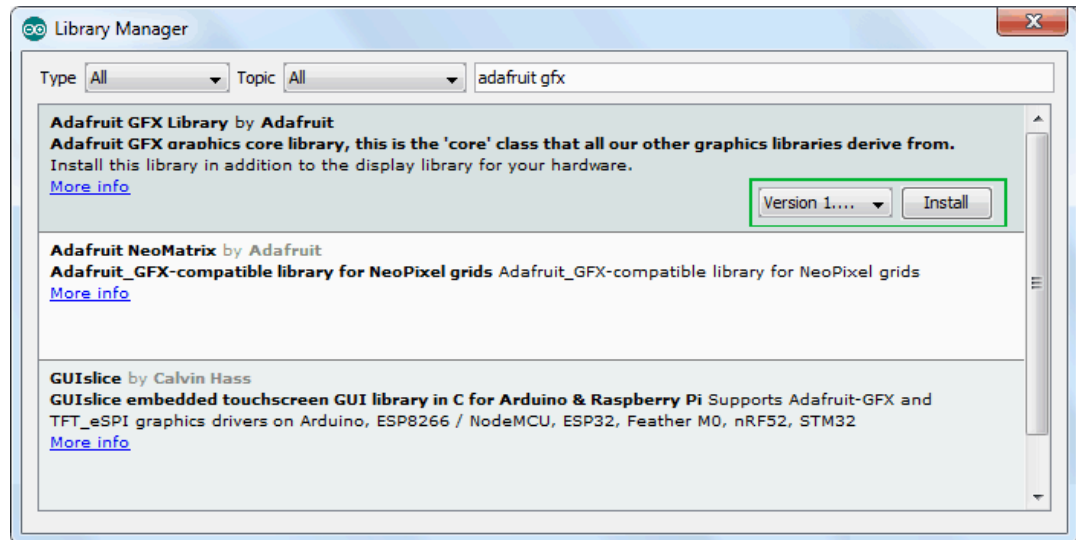 Library Manager
Type All Topic All adafruit gfx
Adafruit GFX Library by Adafruit
Adafruit GFX graphics core library, this is the 'core' class that all our other graphics libraries derive from.
Install this library in addition to the display library for your hardware.
More info
Version 1.... Install
Adafruit NeoMatrix by Adafruit
Adafruit_GFX-compatible library for NeoPixel grids Adafruit_GFX-compatible library for NeoPixel grids
More info
GUIslice by Calvin Hass
GUIslice embedded touchscreen GUI library in C for Arduino & Raspberry Pi Supports Adafruit-GFX and
TFT_eSPI graphics drivers on Arduino, ESP8266 / NodeMCU, ESP32, Feather M0, nRF52, STM32
More info